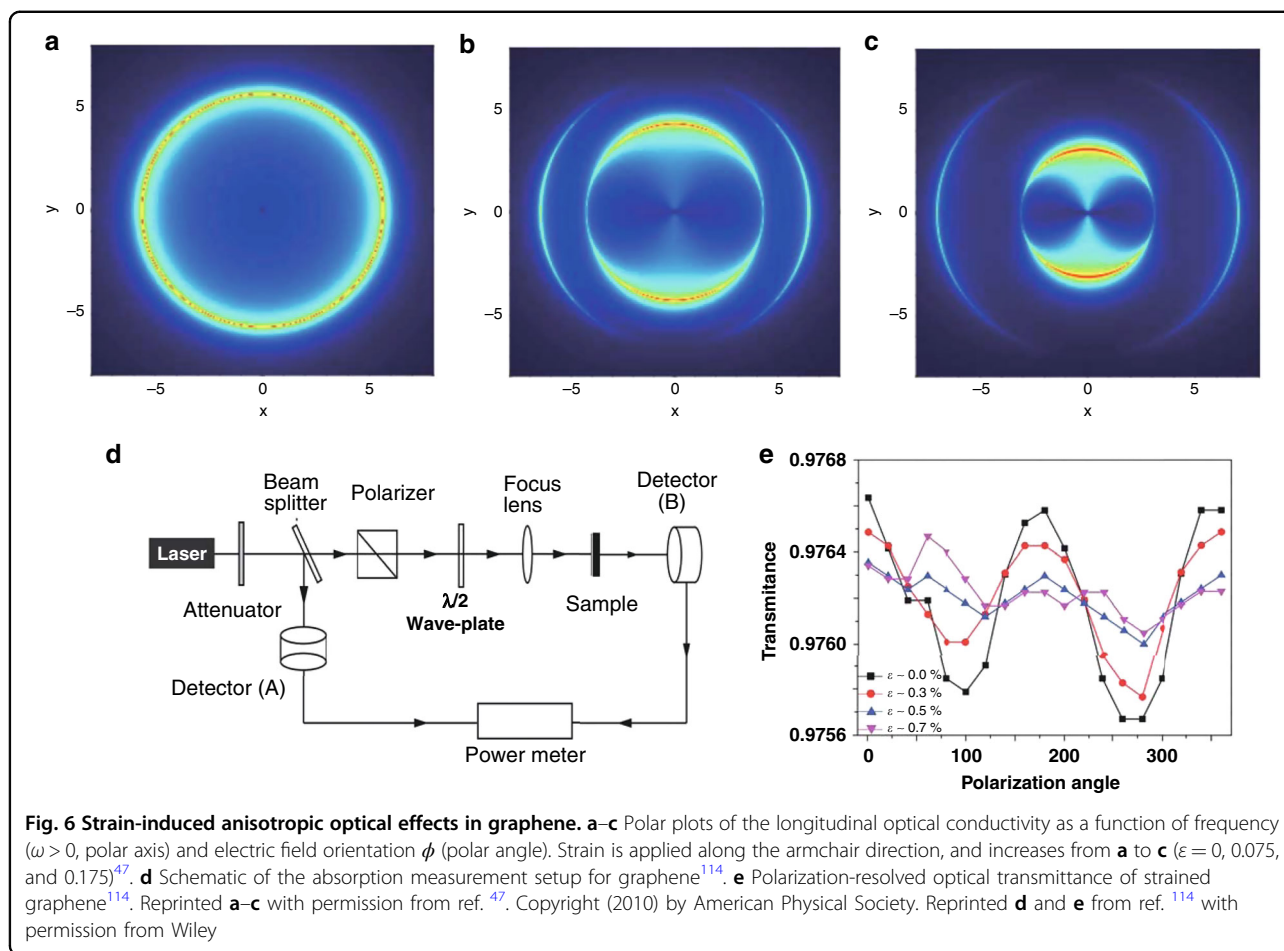 a
b
c
5
0
-5
y
-5
0
5
x
5
0
-5
y
-5
0
5
x
5
0
-5
y
-5
0
5
x
d
Beam
splitter
Polarizer
Focus
lens
Detector
(B)
Laser
Attenuator
λ/2
Wave-plate
Sample
Detector (A)
Power meter
e
0.9768
0.9764
0.9760
0.9756
Transmitance
ε ~ 0.0 %
ε ~ 0.3 %
ε ~ 0.5 %
ε ~ 0.7 %
0
100
200
300
Polarization angle
Fig. 6 Strain-induced anisotropic optical effects in graphene. a–c Polar plots of the longitudinal optical conductivity as a function of frequency
(ω > 0, polar axis) and electric field orientation ϕ (polar angle). Strain is applied along the armchair direction, and increases from a to c (ε = 0, 0.075,
and 0.175)47. d Schematic of the absorption measurement setup for graphene114. e Polarization-resolved optical transmittance of strained
graphene114. Reprinted a–c with permission from ref. 47. Copyright (2010) by American Physical Society. Reprinted d and e from ref. 114 with
permission from Wiley